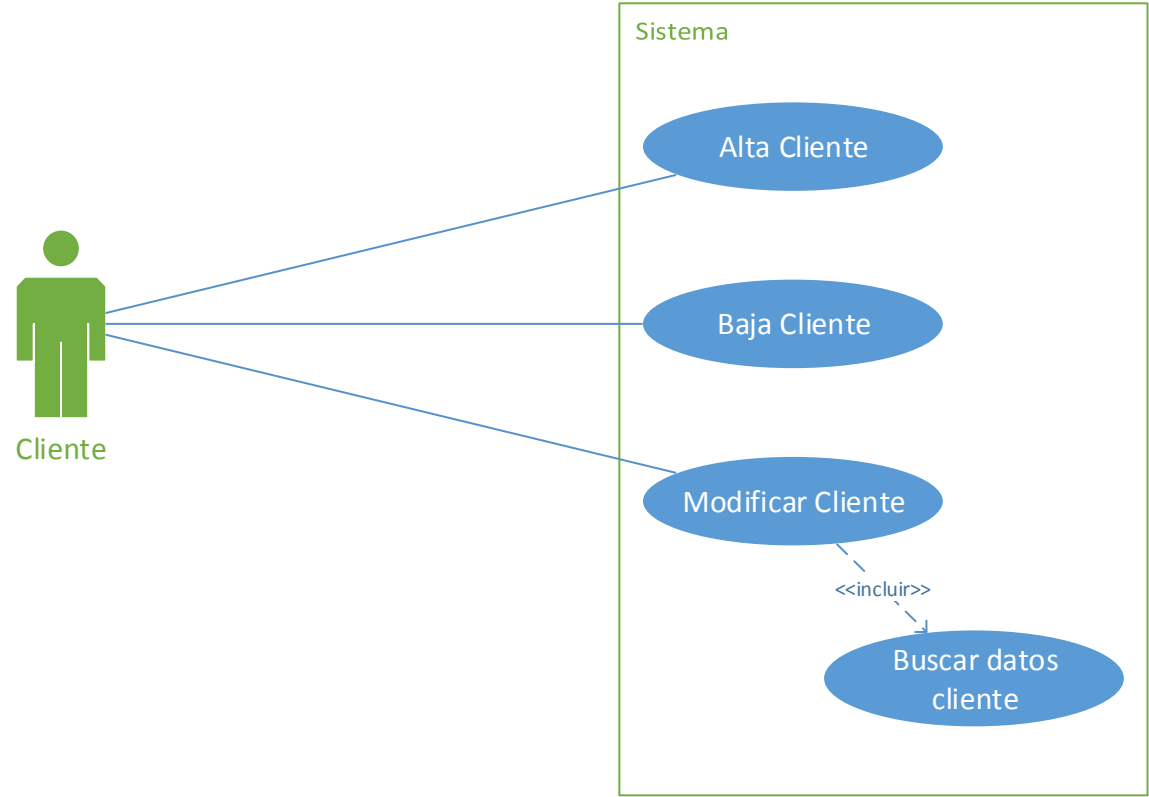 Sistema
Alta Cliente
Baja Cliente
Cliente
Modificar Cliente
<<incluir>>
Buscar datos
cliente